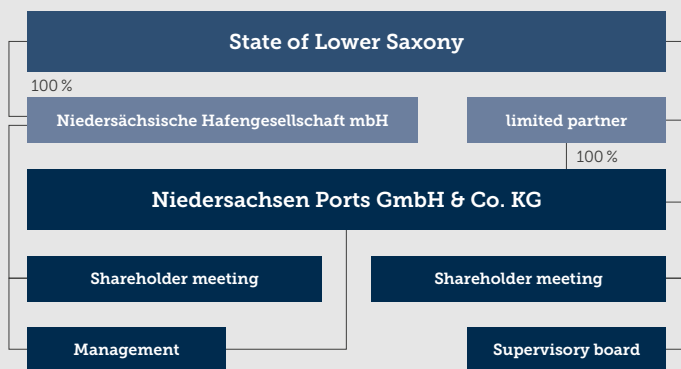 State of Lower Saxony
100 %
Niedersächsische Hafengesellschaft mbH
limited partner
100 %
Niedersachsen Ports GmbH & Co. KG
Shareholder meeting
Shareholder meeting
Management
Supervisory board